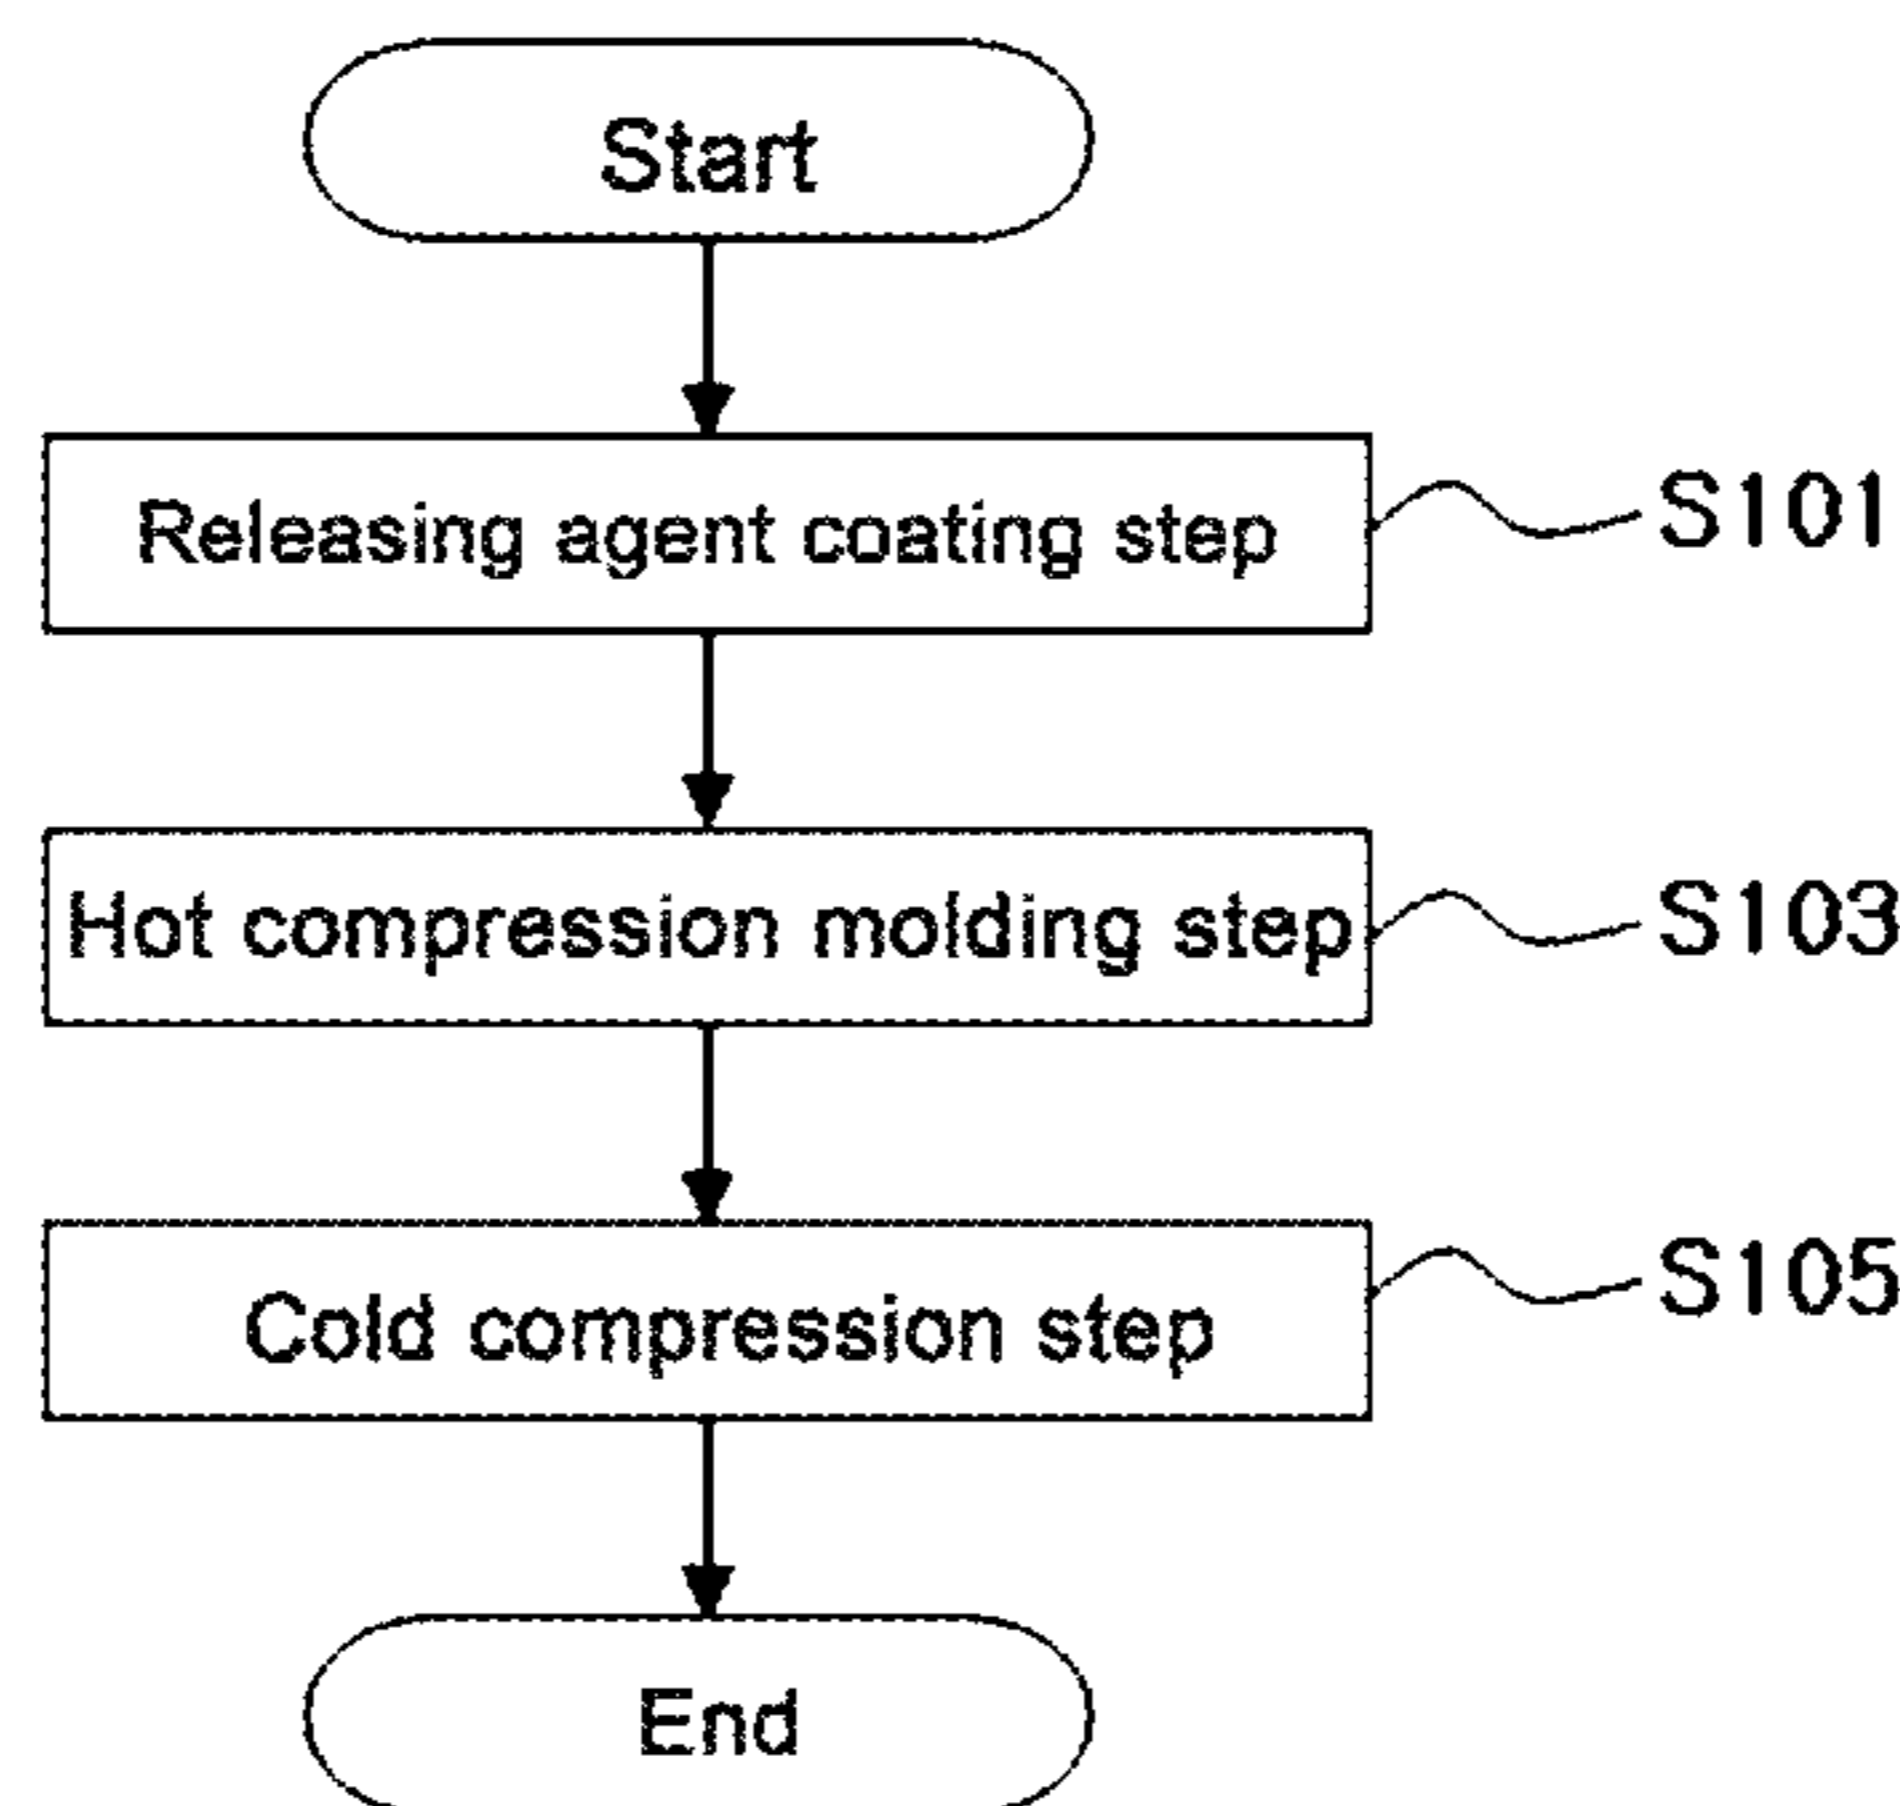 Start
Releasing agent coating step
S101
Hot compression molding step
S103
Cold compression step
S105
End